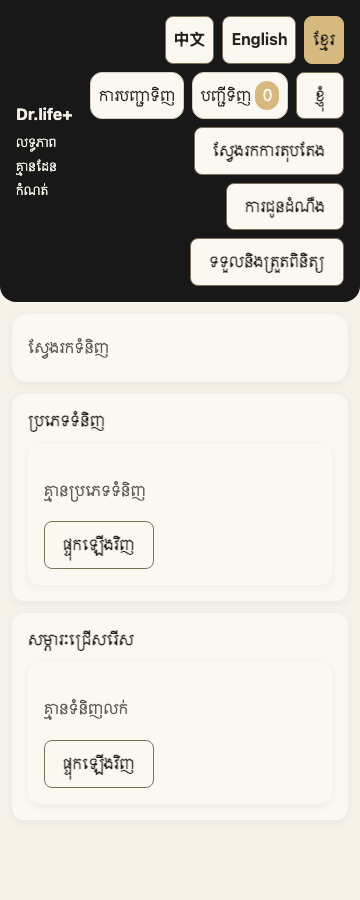 中文
English
ខ្មែរ
Dr.life+
លទ្ធភាព
គ្មានដែន
កំណត់
ការបញ្ជាទិញ
បញ្ជីទិញ 0
ខ្ញុំ
ស្វែងរកការតុបតែង
ការជូនដំណឹង
ទទួលនិងត្រួតពិនិត្យ
ស្វែងរកទំនិញ
ប្រភេទទំនិញ
គ្មានប្រភេទទំនិញ
ផ្ទុកឡើងវិញ
សម្ភារៈជ្រើសរើស
គ្មានទំនិញលក់
ផ្ទុកឡើងវិញ